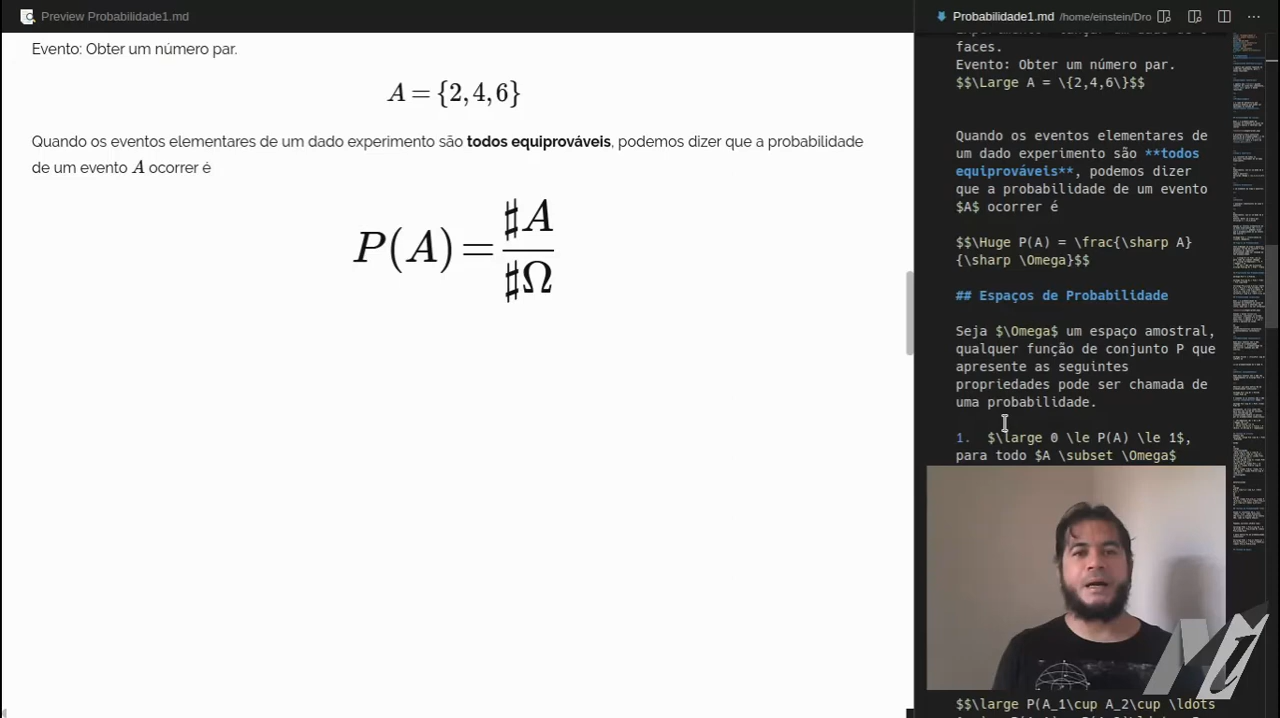 Preview Probabilidade1.md
Evento: Obter um número par.
A = {2, 4, 6}
Quando os eventos elementares de um dado experimento são todos equiprováveis, podemos dizer que a probabilidade
de um evento A ocorrer é
P(A) = ♯A / ♯Ω
Probabilidade1.md /home/einstein/Dro
faces.
Evento: Obter um número par.
$$\Large A = \{2,4,6\}$$
Quando os eventos elementares de
um dado experimento são **todos
equiprováveis**, podemos dizer
que a probabilidade de um evento
$A$ ocorrer é
$$\Huge P(A) = \frac{\sharp A}
{\sharp \Omega}$$
## Espaços de Probabilidade
Seja $\Omega$ um espaço amostral,
qualquer função de conjunto P que
apresente as seguintes
propriedades pode ser chamada de
uma probabilidade.
1. $\large 0 \le P(A) \le 1$,
para todo $A \subset \Omega$
$$\large P(A_1\cup A_2\cup \ldots